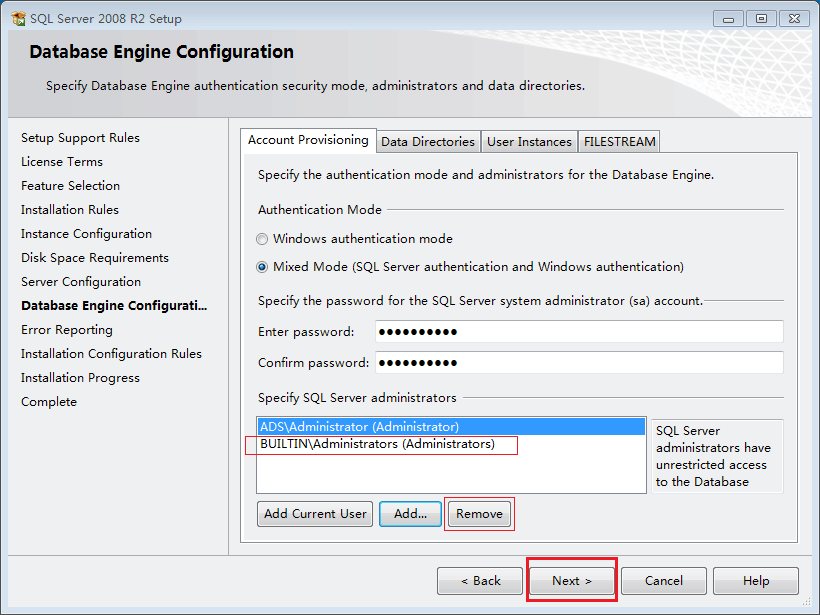 SQL Server 2008 R2 Setup
Database Engine Configuration
Specify Database Engine authentication security mode, administrators and data directories.
Setup Support Rules
License Terms
Feature Selection
Installation Rules
Instance Configuration
Disk Space Requirements
Server Configuration
Database Engine Configurati...
Error Reporting
Installation Configuration Rules
Installation Progress
Complete
Account Provisioning Data Directories User Instances FILESTREAM
Specify the authentication mode and administrators for the Database Engine.
Authentication Mode
Windows authentication mode
Mixed Mode (SQL Server authentication and Windows authentication)
Specify the password for the SQL Server system administrator (sa) account.
Enter password: ●●●●●●●●●●
Confirm password: ●●●●●●●●●●
Specify SQL Server administrators
ADS\Administrator (Administrator)
BUILTIN\Administrators (Administrators)
SQL Server
administrators have
unrestricted access
to the Database
Add Current User Add... Remove
< Back Next > Cancel Help